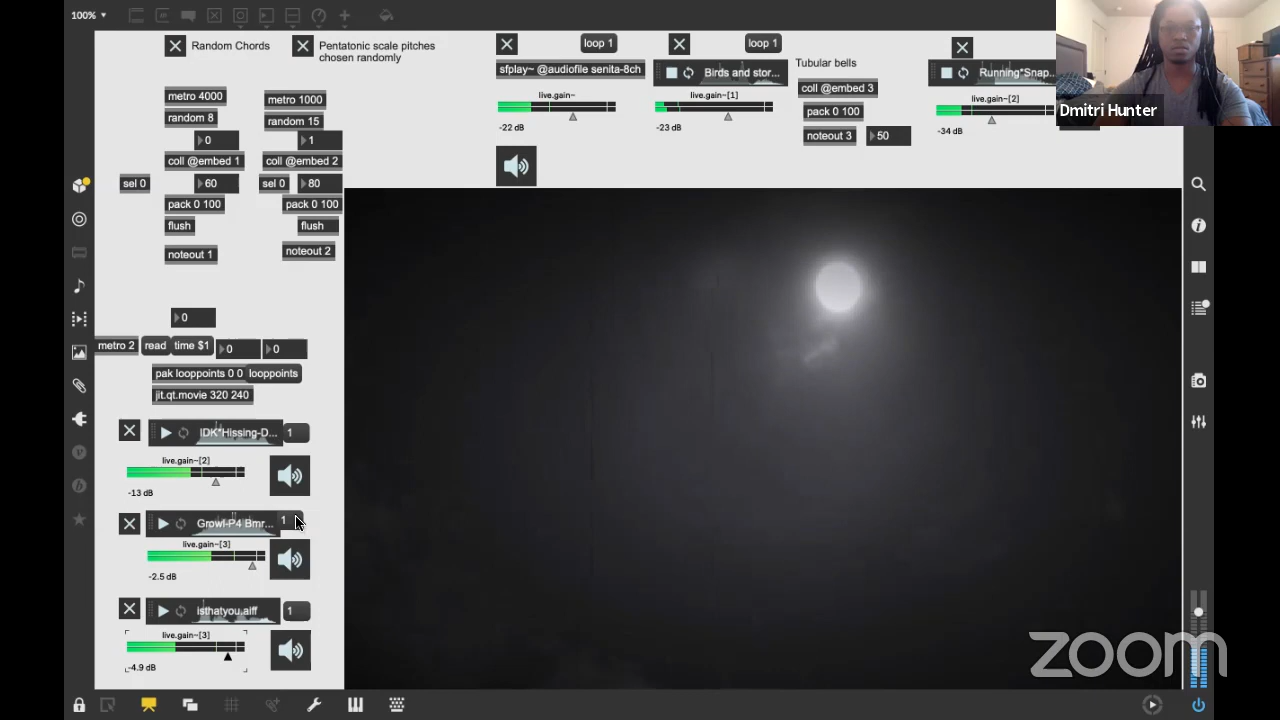 100%
Random Chords
Pentatonic scale pitches
chosen randomly
metro 4000
random 8
0
coll @embed 1
sel 0
60
pack 0 100
flush
noteout 1
metro 1000
random 15
1
coll @embed 2
sel 0
80
pack 0 100
flush
noteout 2
loop 1
sfplay~ @audiofile senita-8ch
live.gain~
-22 dB
loop 1
Birds and stor...
live.gain~[1]
-23 dB
Tubular bells
coll @embed 3
pack 0 100
noteout 3
50
Running*Snap...
live.gain~[2]
-34 dB
Dmitri Hunter
0
metro 2
read
time $1
0
0
pak looppoints 0 0
looppoints
jit.qt.movie 320 240
IDK*Hissing-D...
1
live.gain~[2]
-13 dB
Growl-P4 Bmr...
1
live.gain~[3]
-2.5 dB
isthatyou.aiff
1
live.gain~[3]
-4.9 dB
zoom